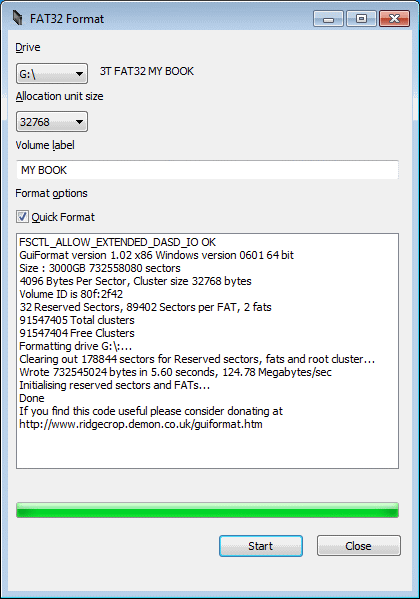 FAT32 Format
Drive
G:\
3T FAT32 MY BOOK
Allocation unit size
32768
Volume label
MY BOOK
Format options
Quick Format
FSCTL_ALLOW_EXTENDED_DASD_IO OK
GuiFormat version 1.02 x86 Windows version 0601 64 bit
Size : 3000GB 732558080 sectors
4096 Bytes Per Sector, Cluster size 32768 bytes
Volume ID is 80f:2f42
32 Reserved Sectors, 89402 Sectors per FAT, 2 fats
91547405 Total clusters
91547404 Free Clusters
Formatting drive G:\:...
Clearing out 178844 sectors for Reserved sectors, fats and root cluster...
Wrote 732545024 bytes in 5.60 seconds, 124.78 Megabytes/sec
Initialising reserved sectors and FATs...
Done
If you find this code useful please consider donating at
http://www.ridgecrop.demon.co.uk/guiformat.htm
Start
Close